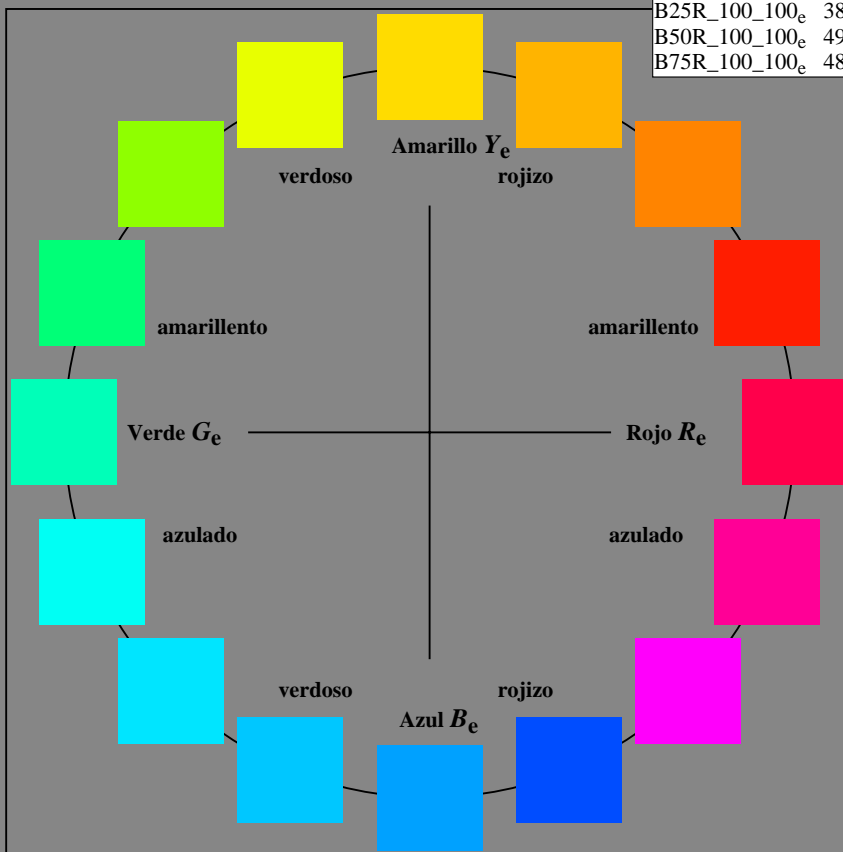 B25R_100_100e 38
B50R_100_100e 49
B75R_100_100e 48
Amarillo Ye
verdoso rojizo
amarillento amarillento
Verde Ge Rojo Re
azulado azulado
verdoso rojizo
Azul Be